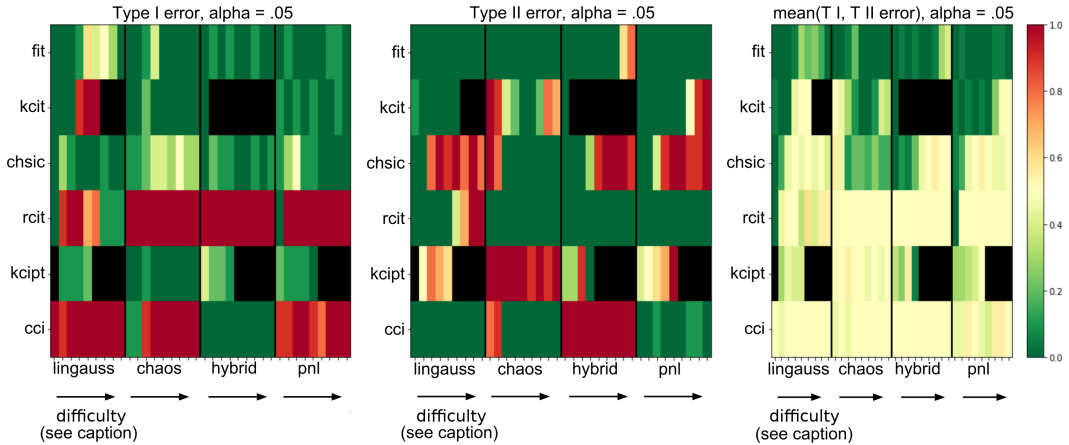 Type I error, alpha = .05
fit
kcit
chsic
rcit
kcipt
cci
lingauss chaos hybrid pnl
difficulty
(see caption)
Type II error, alpha = .05
fit
kcit
chsic
rcit
kcipt
cci
lingauss chaos hybrid pnl
difficulty
(see caption)
mean(T I, T II error), alpha = .05
fit
kcit
chsic
rcit
kcipt
cci
lingauss chaos hybrid pnl
difficulty
(see caption)
1.0
0.8
0.6
0.4
0.2
0.0